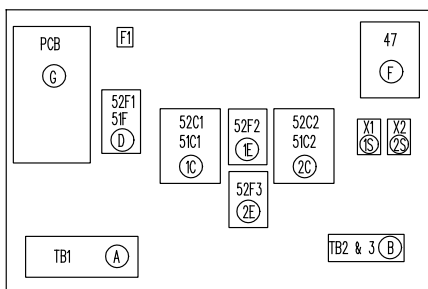 PCB
G
F1
47
F
52F1
51F
D
52C1
51C1
1C
52F2
1E
52C2
51C2
2C
X1
1S
X2
2S
52F3
2E
TB1 A
TB2 & 3 B